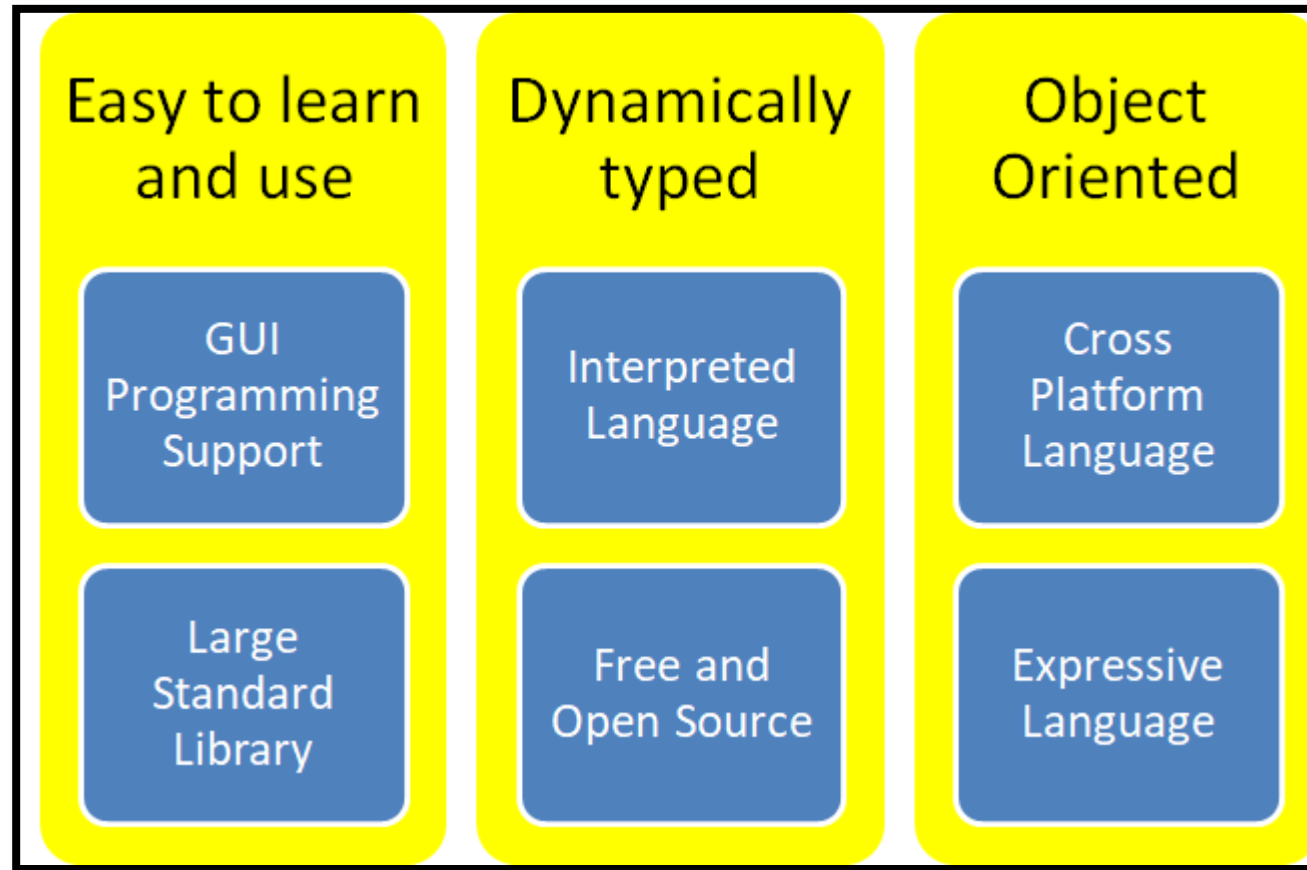 Easy to learn
and use
GUI
Programming
Support
Large
Standard
Library
Dynamically
typed
Interpreted
Language
Free and
Open Source
Object
Oriented
Cross
Platform
Language
Expressive
Language